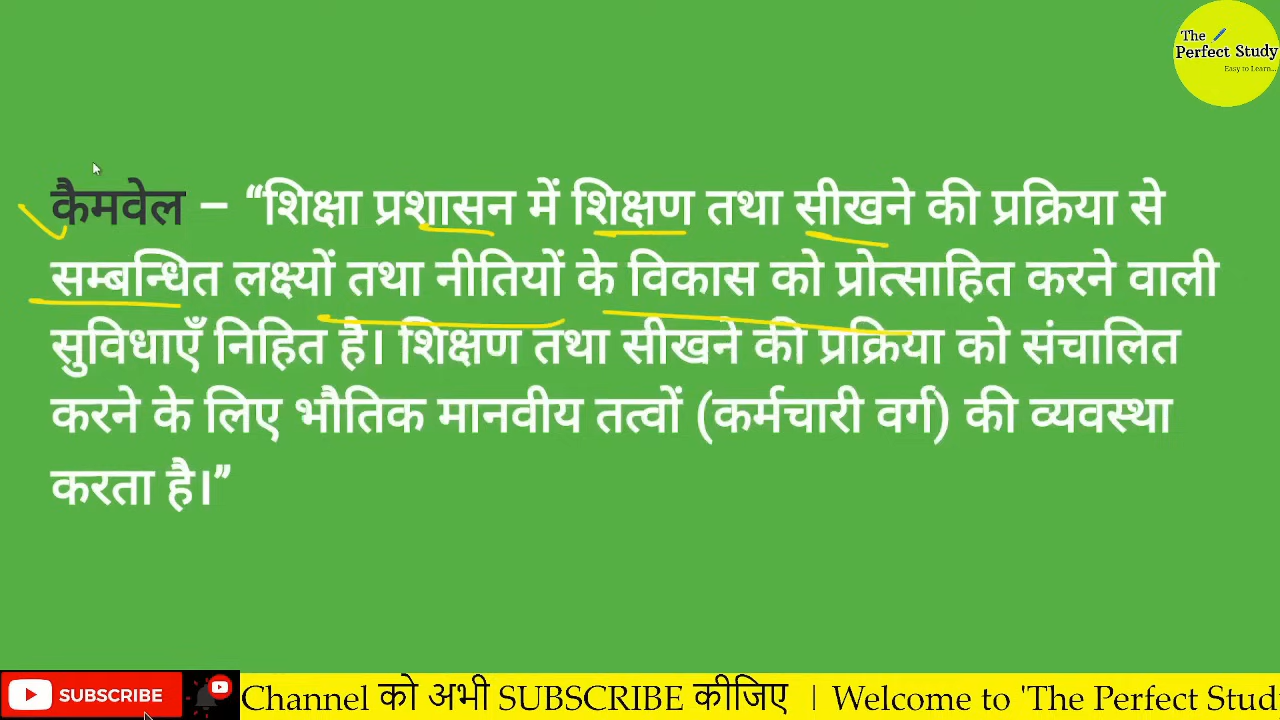 The
Perfect Study
Easy to Learn...
कैमवेल – “शिक्षा प्रशासन में शिक्षण तथा सीखने की प्रक्रिया से
सम्बन्धित लक्ष्यों तथा नीतियों के विकास को प्रोत्साहित करने वाली
सुविधाएँ निहित है। शिक्षण तथा सीखने की प्रक्रिया को संचालित
करने के लिए भौतिक मानवीय तत्वों (कर्मचारी वर्ग) की व्यवस्था
करता है।”
SUBSCRIBE Channel को अभी SUBSCRIBE कीजिए | Welcome to 'The Perfect Stud